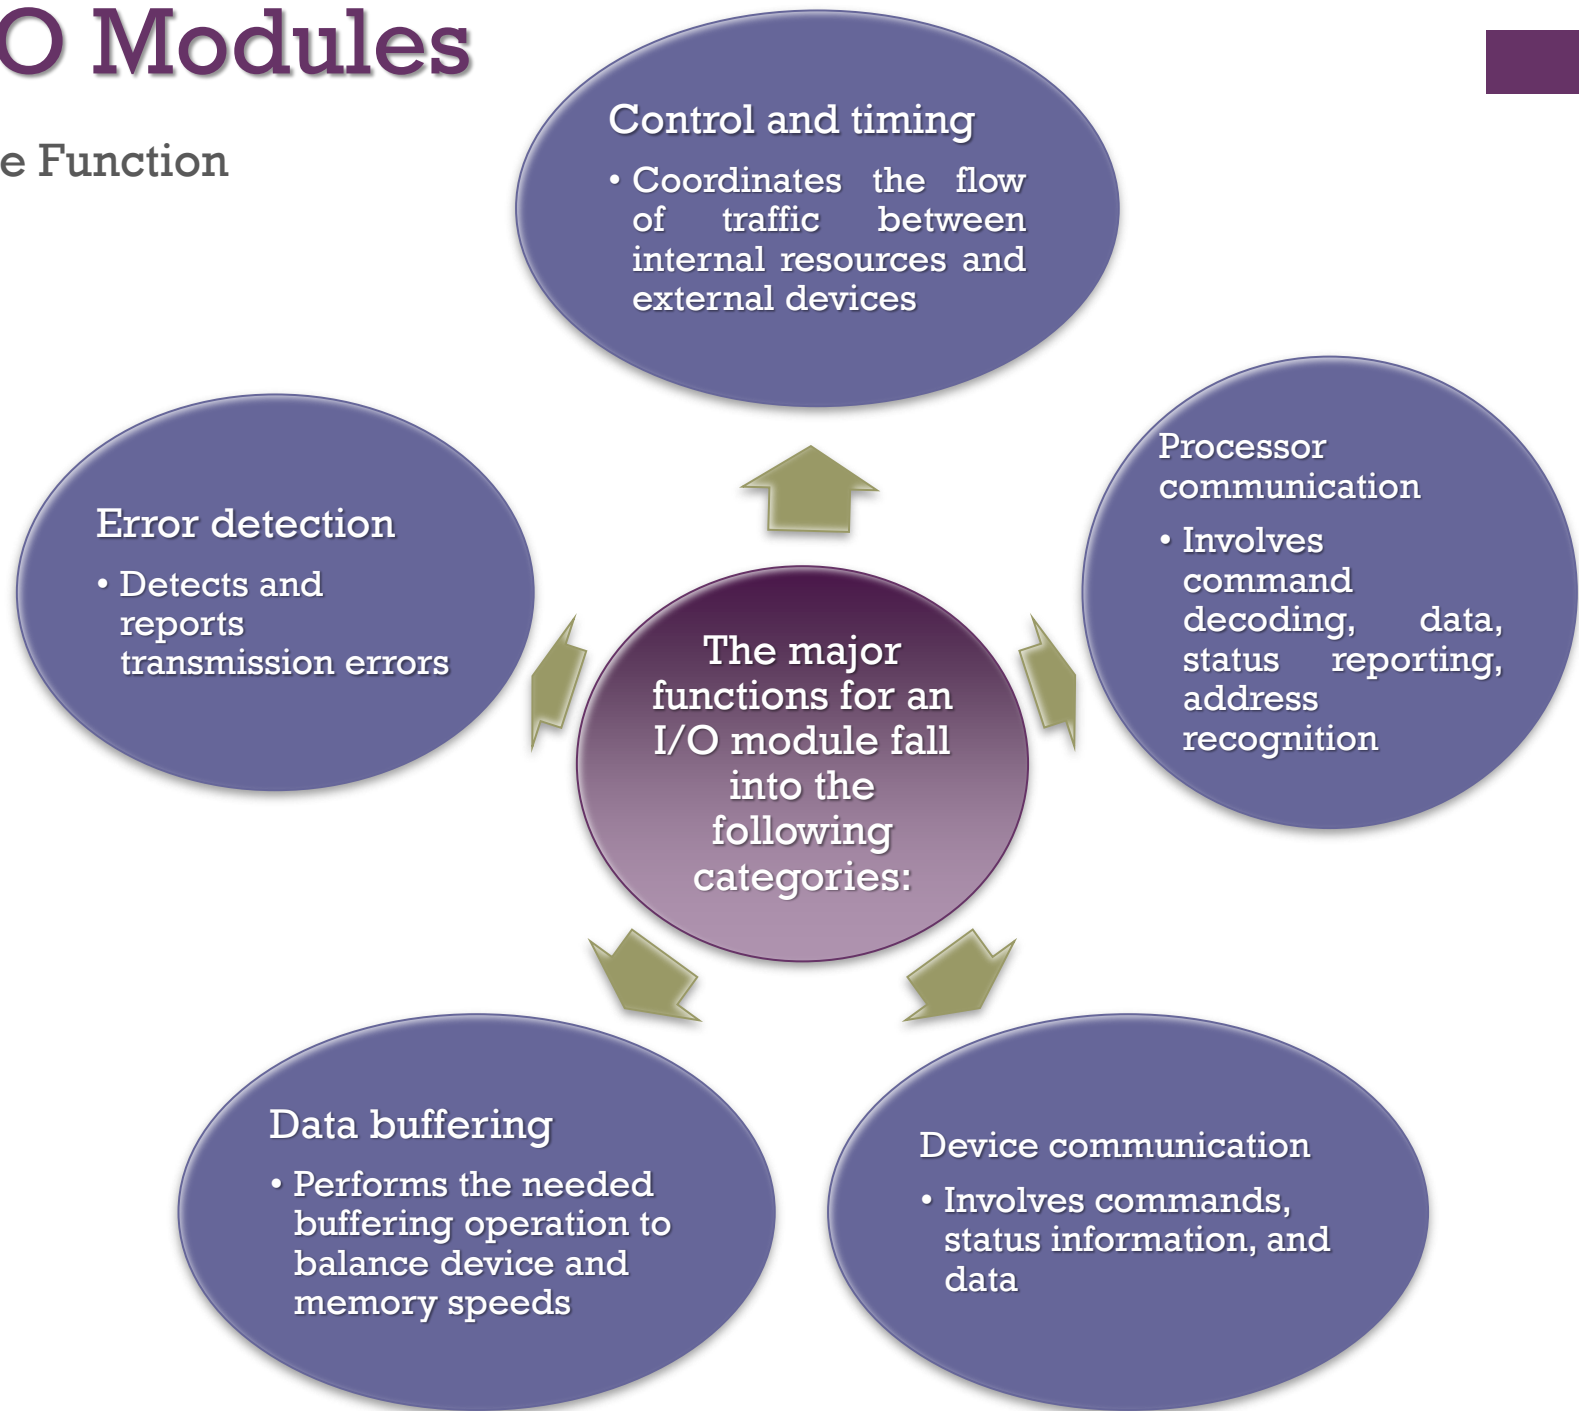 O Modules
e Function
Control and timing
• Coordinates the flow
of traffic between
internal resources and
external devices
Processor
communication
• Involves
command
decoding, data,
status reporting,
address
recognition
Error detection
• Detects and
reports
transmission errors
The major
functions for an
I/O module fall
into the
following
categories:
Data buffering
• Performs the needed
buffering operation to
balance device and
memory speeds
Device communication
• Involves commands,
status information, and
data